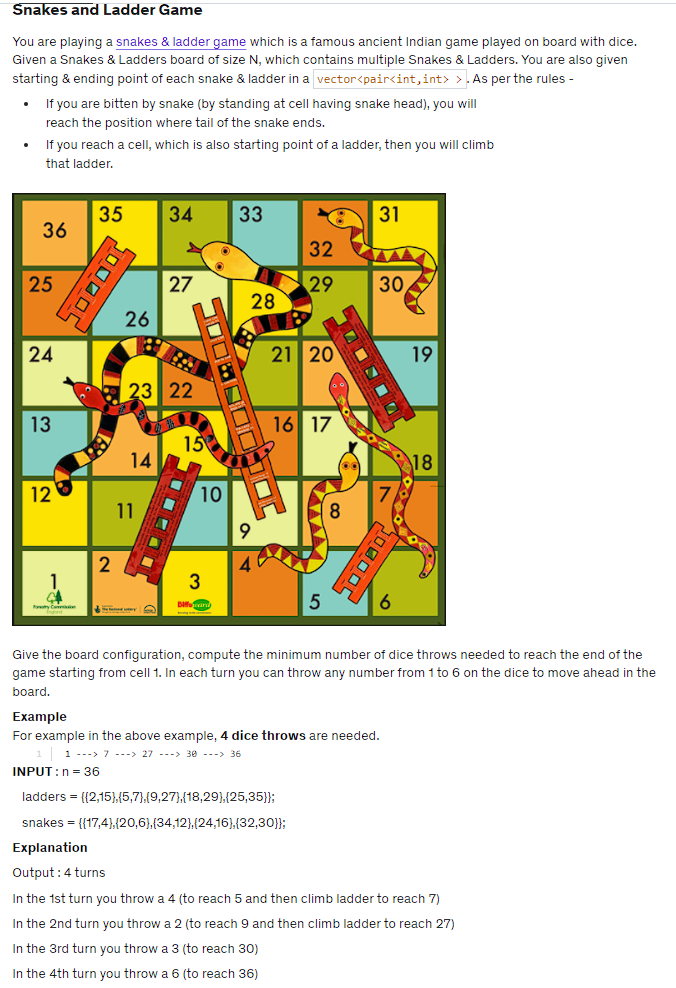 Snakes and Ladder Game
You are playing a snakes & ladder game which is a famous ancient Indian game played on board with dice.
Given a Snakes & Ladders board of size N, which contains multiple Snakes & Ladders. You are also given
starting & ending point of each snake & ladder in a vector<pair<int,int> > . As per the rules -
• If you are bitten by snake (by standing at cell having snake head), you will
reach the position where tail of the snake ends.
• If you reach a cell, which is also starting point of a ladder, then you will climb
that ladder.
36 35 34 33 32 31
25 26 27 28 29 30
24 23 22 21 20 19
13 14 15 16 17 18
12 11 10 9 8 7
1 2 3 4 5 6
Forestry Commission
England
Give the board configuration, compute the minimum number of dice throws needed to reach the end of the
game starting from cell 1. In each turn you can throw any number from 1 to 6 on the dice to move ahead in the
board.
Example
For example in the above example, 4 dice throws are needed.
1 1 ---> 7 ---> 27 ---> 30 ---> 36
INPUT : n = 36
ladders = {{2,15},{5,7},{9,27},{18,29},{25,35}};
snakes = {{17,4},{20,6},{34,12},{24,16},{32,30}};
Explanation
Output : 4 turns
In the 1st turn you throw a 4 (to reach 5 and then climb ladder to reach 7)
In the 2nd turn you throw a 2 (to reach 9 and then climb ladder to reach 27)
In the 3rd turn you throw a 3 (to reach 30)
In the 4th turn you throw a 6 (to reach 36)